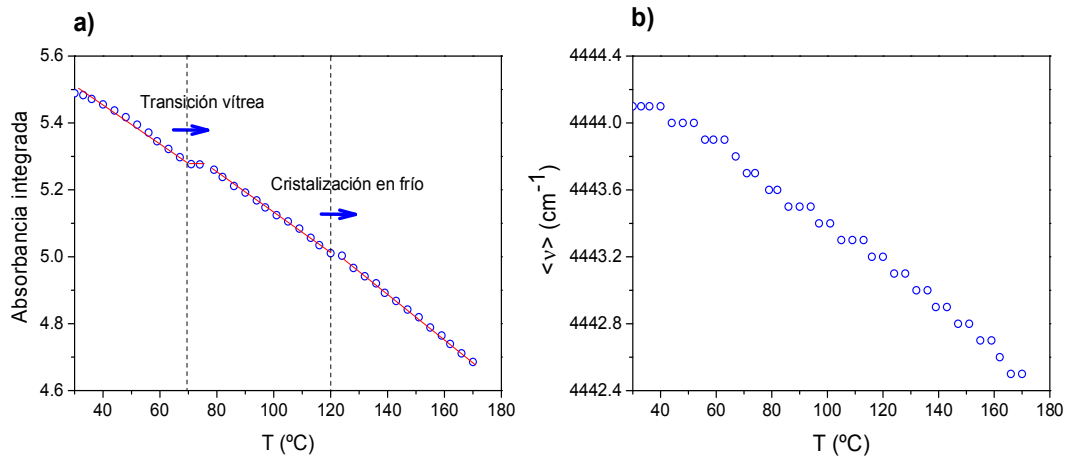 a)
Absorbancia integrada
5.6
5.4
5.2
5.0
4.8
4.6
Transición vítrea
Cristalización en frío
40 60 80 100 120 140 160 180
T (ºC)
b)
<ν> (cm⁻¹)
4444.4
4444.0
4443.6
4443.2
4442.8
4442.4
40 60 80 100 120 140 160 180
T (ºC)